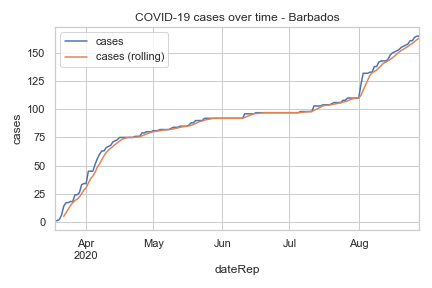 COVID-19 cases over time - Barbados
cases
cases (rolling)
cases
150
125
100
75
50
25
0
Apr
2020
May
Jun
Jul
Aug
dateRep